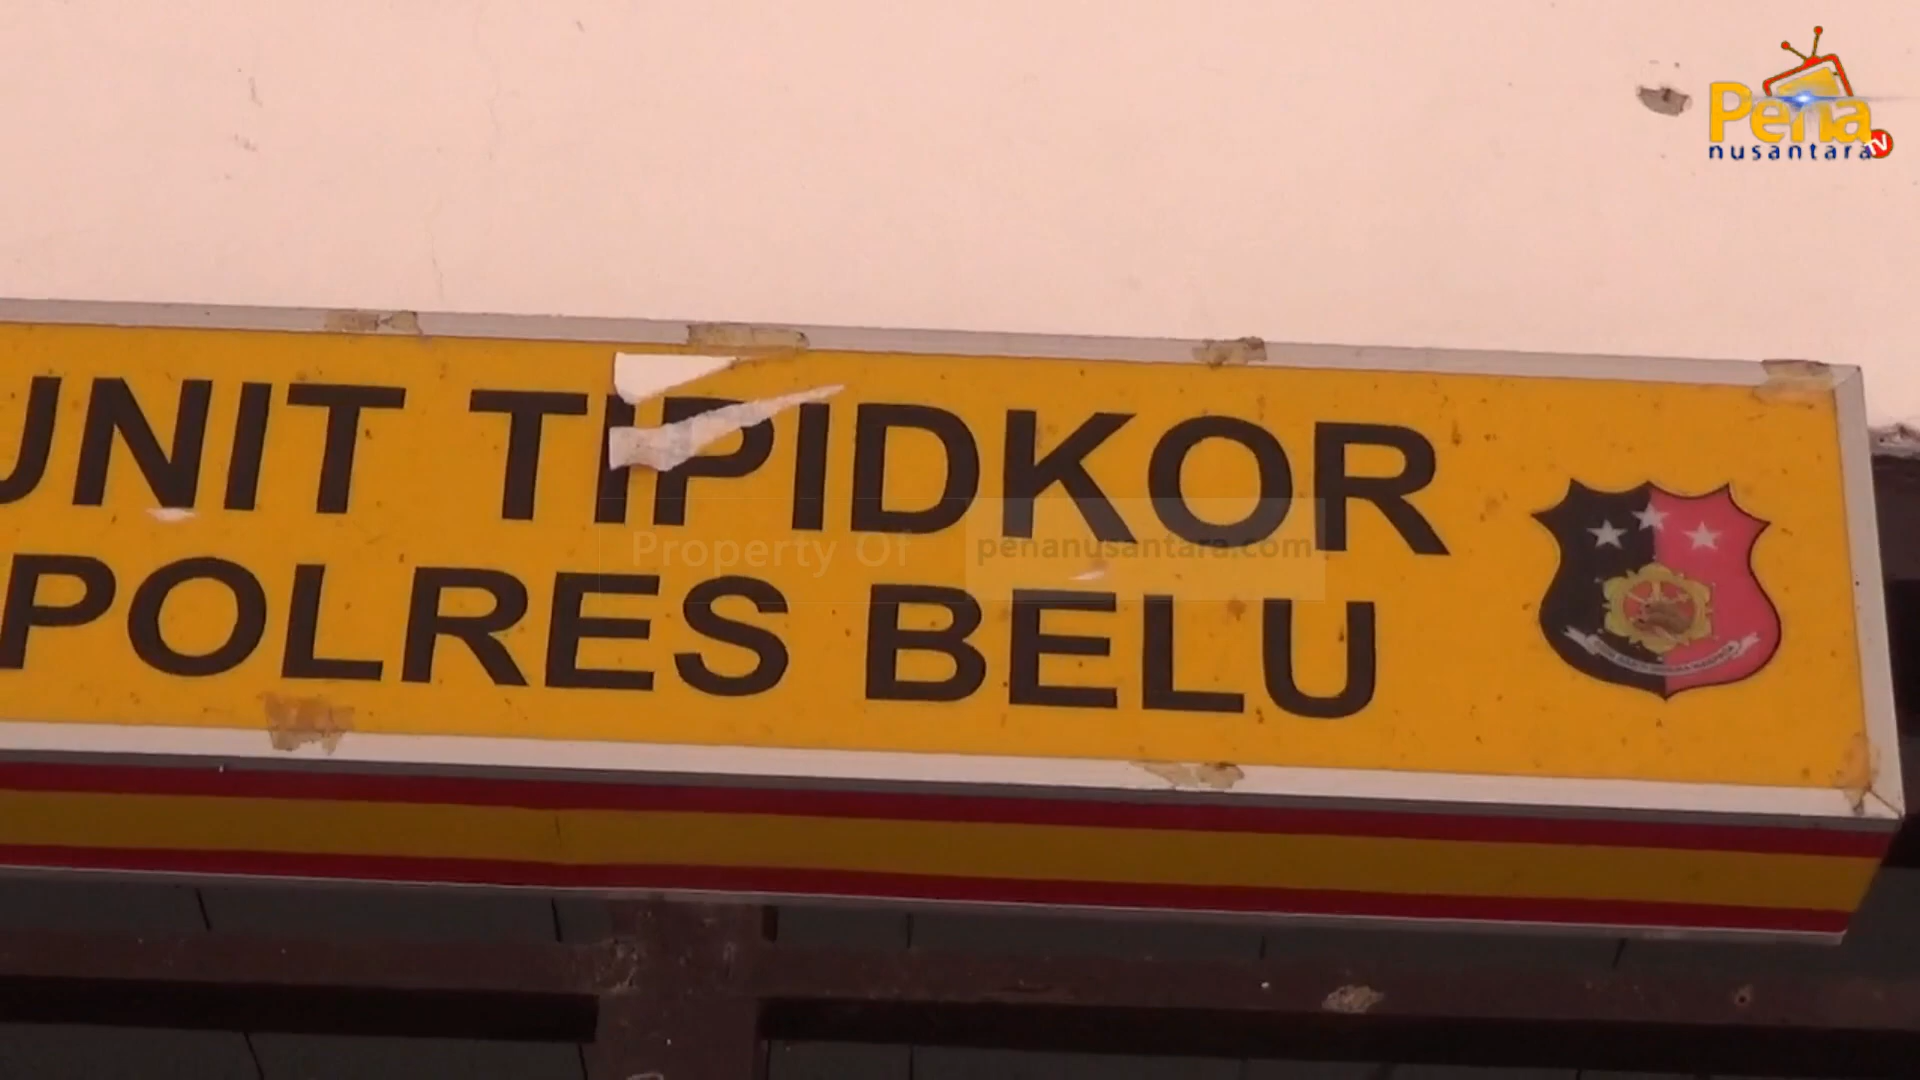 Pena
nusantara TV
UNIT TIPIDKOR
Property Of penanusantara.com
POLRES BELU